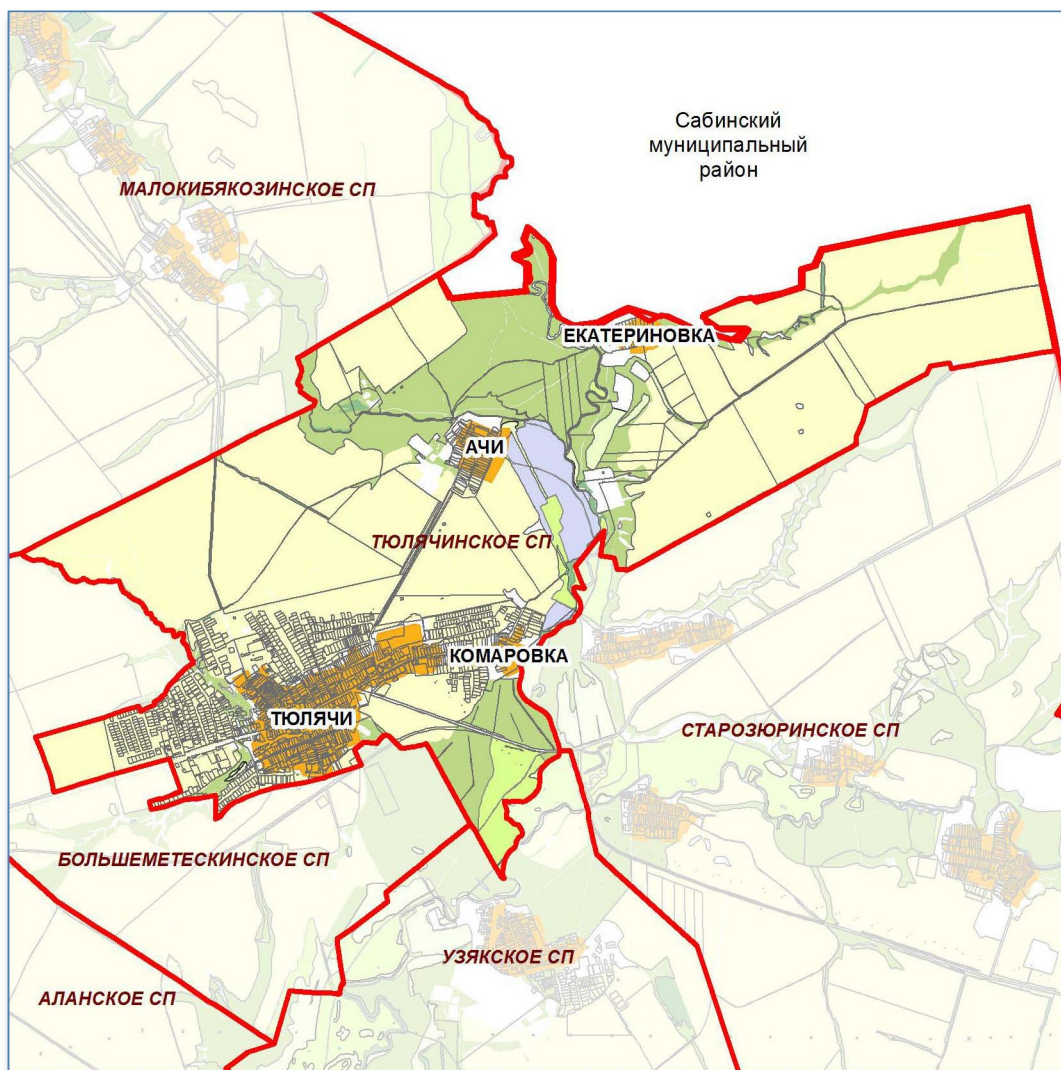 Сабинский
муниципальный
район
МАЛОКИБЯКОЗИНСКОЕ СП
ЕКАТЕРИНОВКА
АЧИ
ТЮЛЯЧИНСКОЕ СП
КОМАРОВКА
ТЮЛЯЧИ
СТАРОЗЮРИНСКОЕ СП
БОЛЬШЕМЕТЕСКИНСКОЕ СП
УЗЯКСКОЕ СП
АЛАНСКОЕ СП